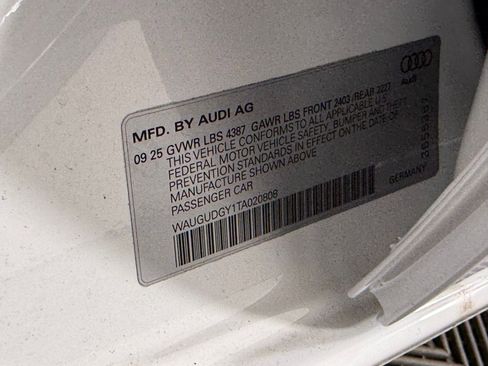 MFD. BY AUDI AG
Audi
09 25 GVWR LBS 4387 GAWR LBS FRONT 2403 /REAR 2227
THIS VEHICLE CONFORMS TO ALL APPLICABLE U.S.
FEDERAL MOTOR VEHICLE SAFETY, BUMPER AND THEFT
PREVENTION STANDARDS IN EFFECT ON THE DATE OF
MANUFACTURE SHOWN ABOVE
PASSENGER CAR
WAUGUDGY1TA020806
GERMANY